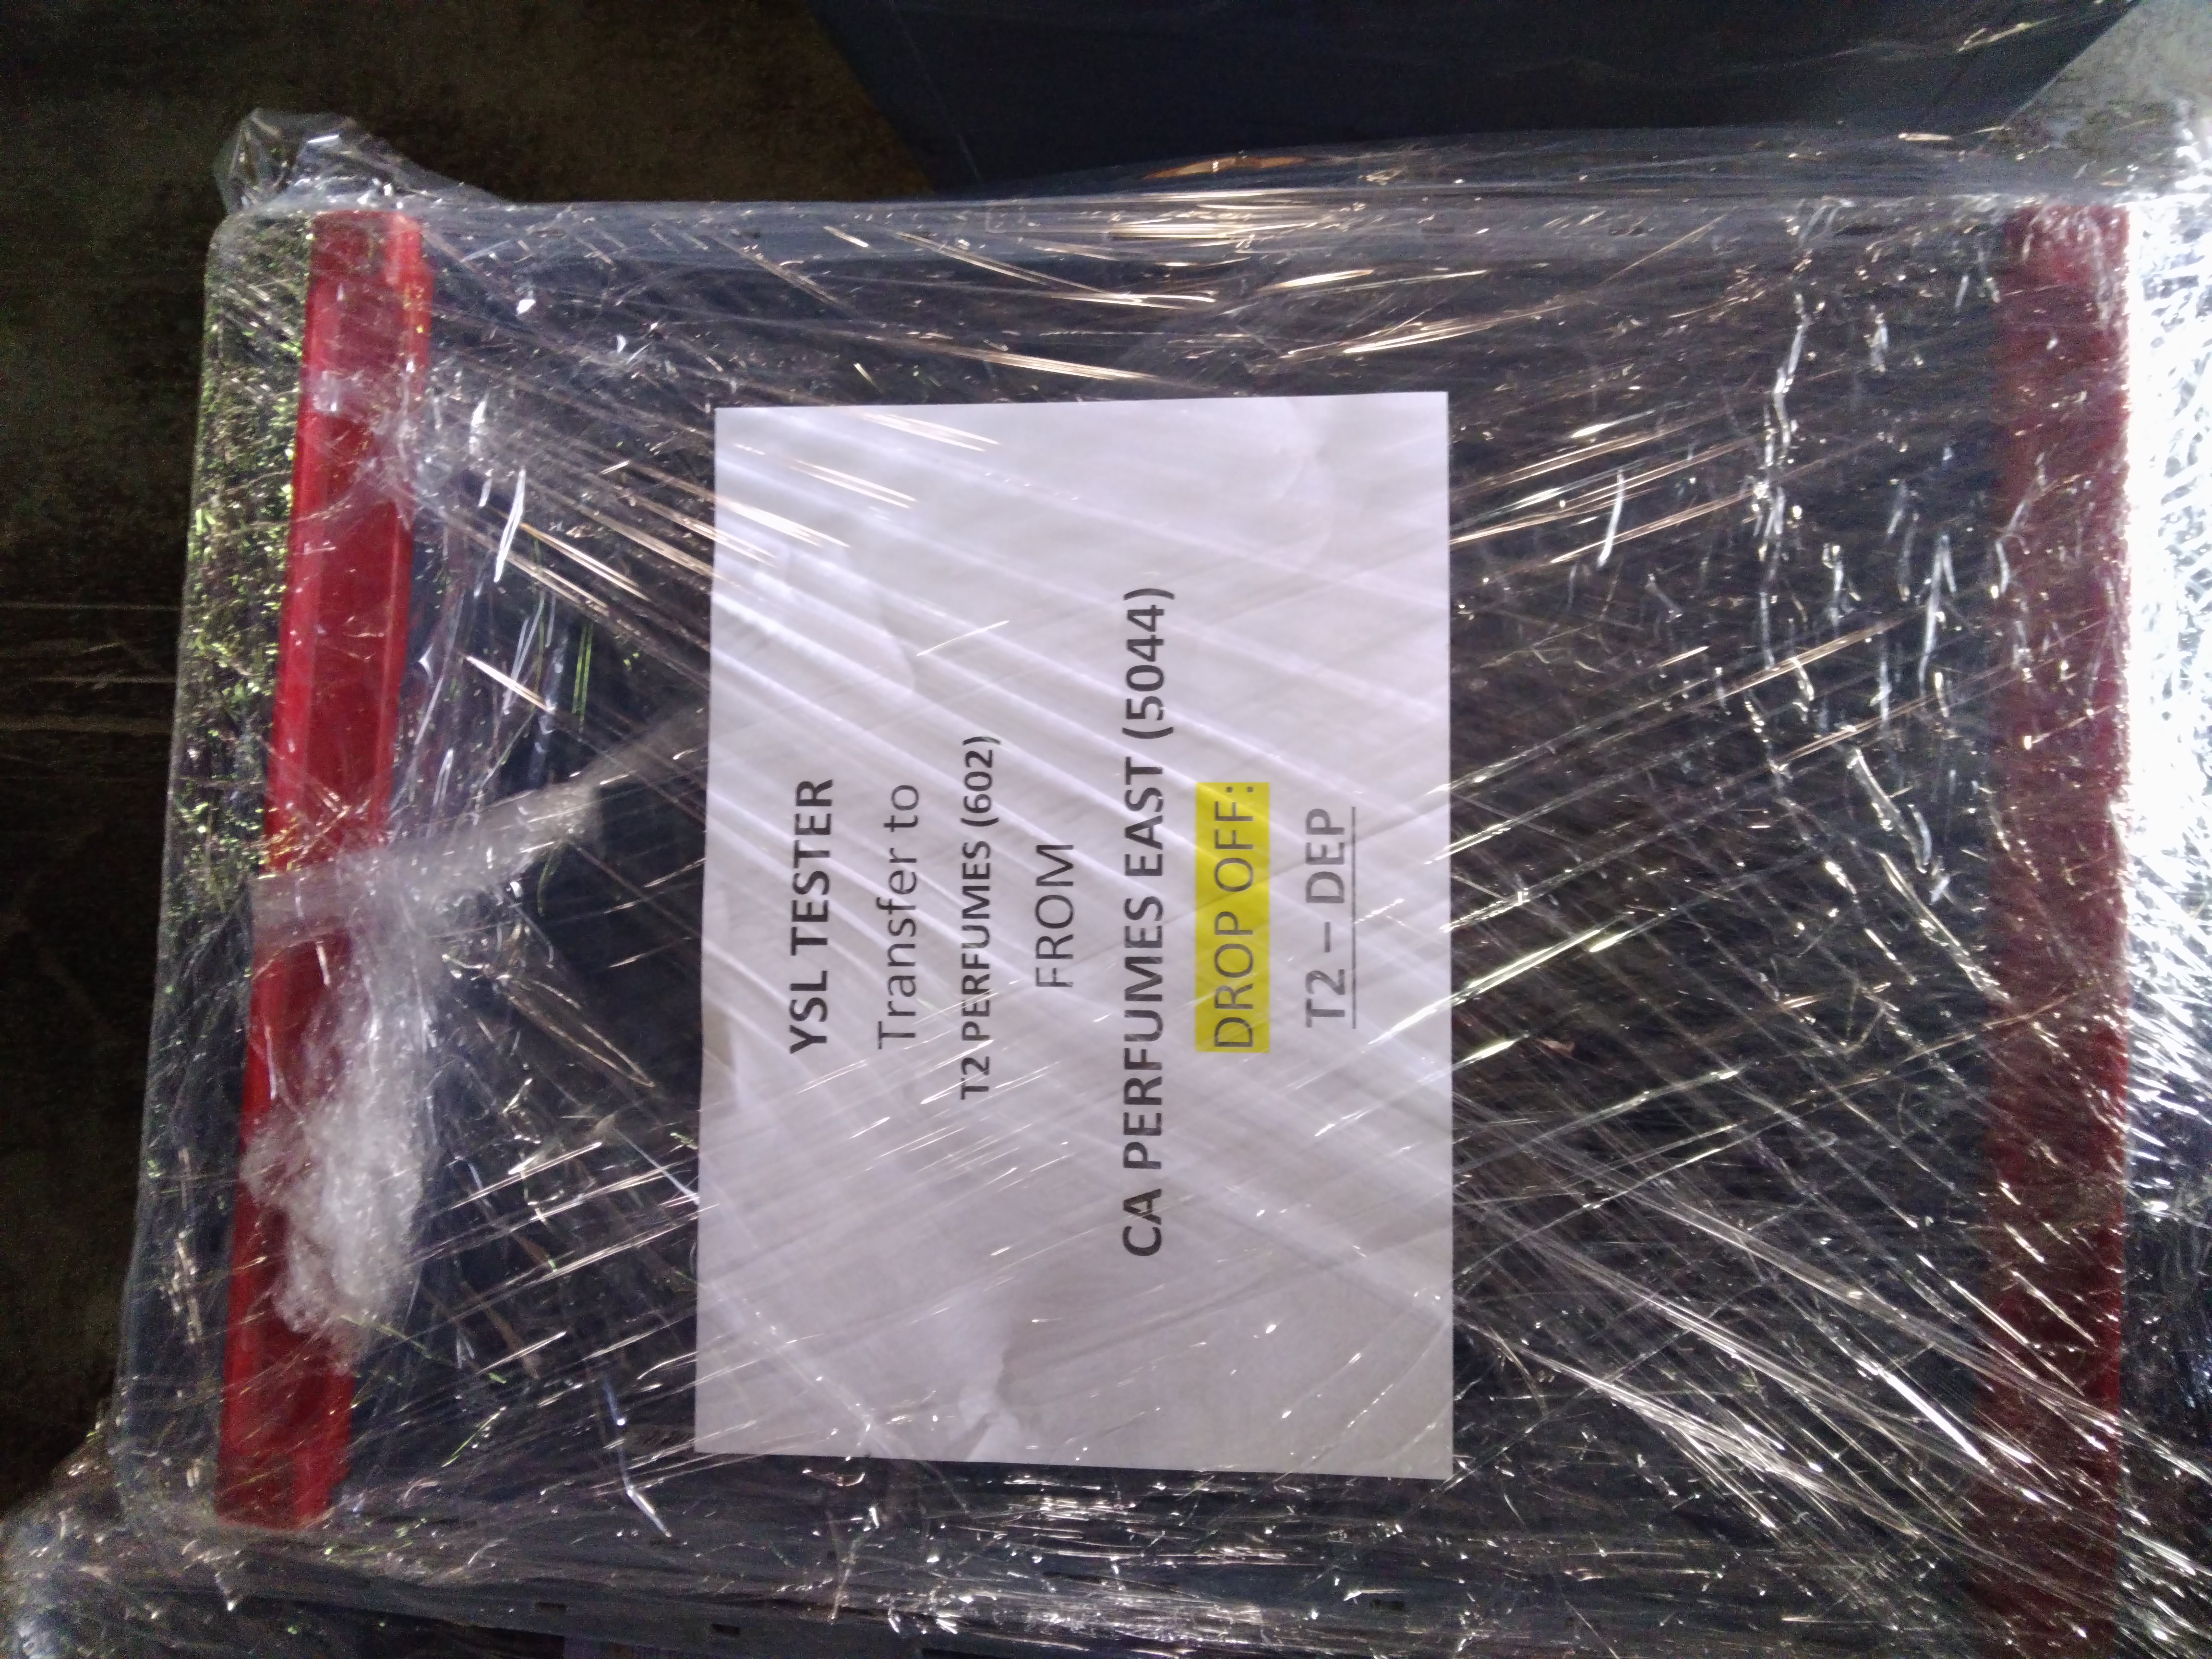 YSL TESTER
Transfer to
T2 PERFUMES (602)
FROM
CA PERFUMES EAST (5044)
DROP OFF:
T2 – DEP